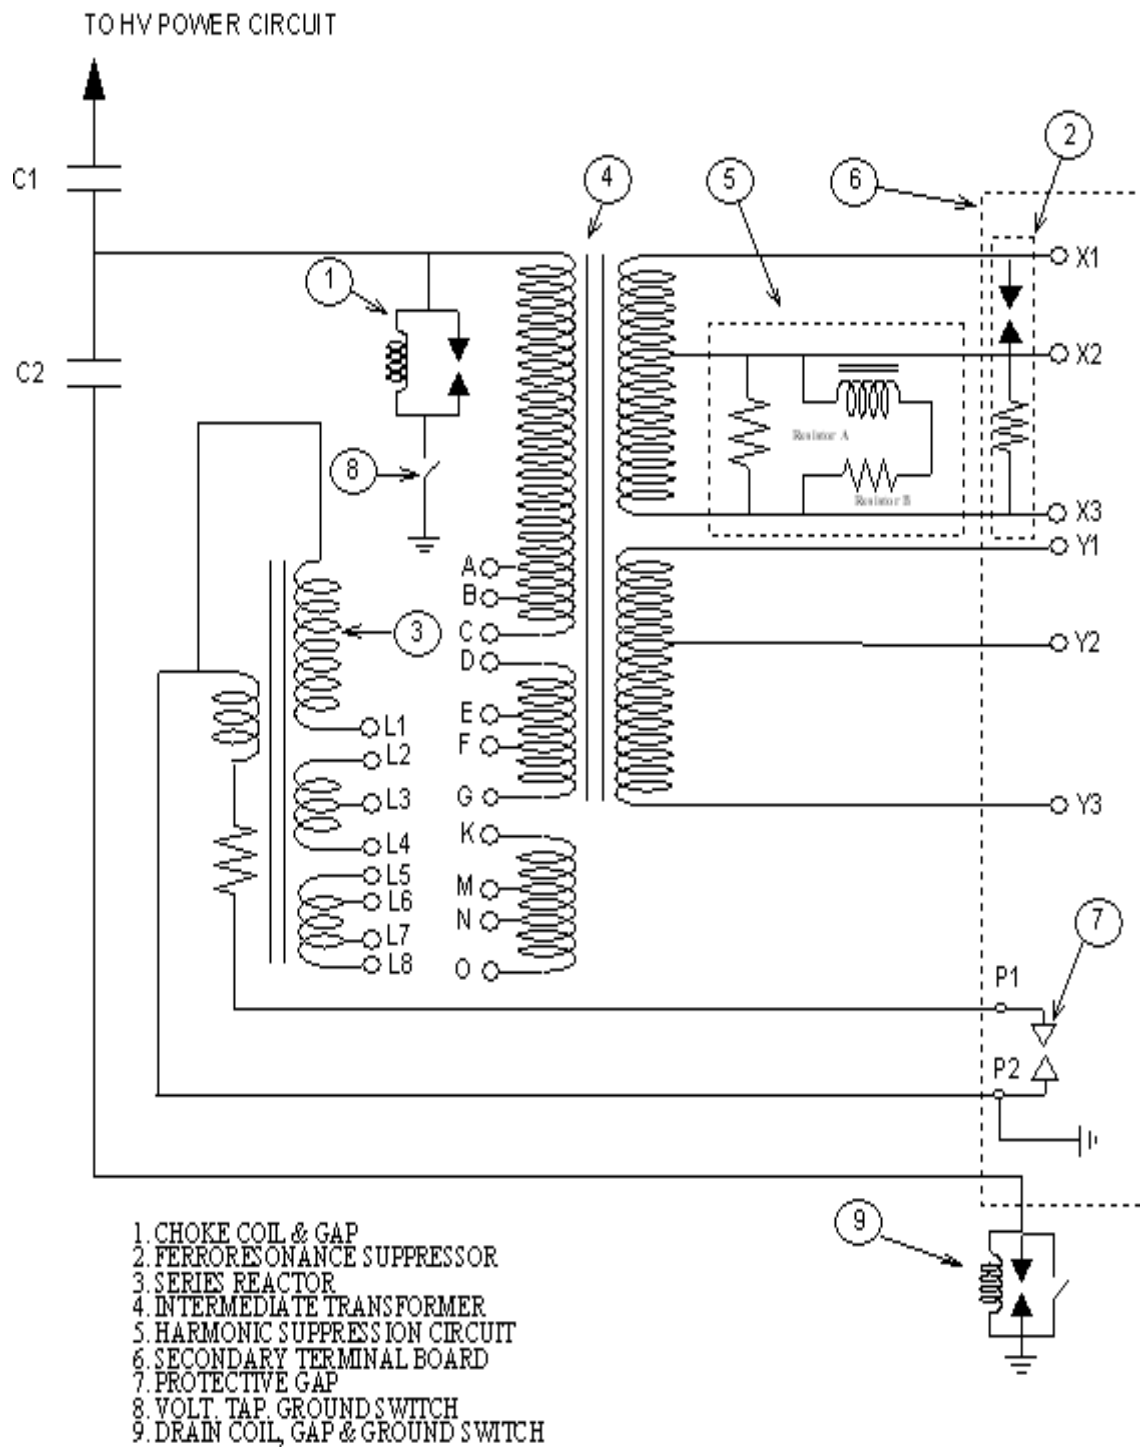 TO HV POWER CIRCUIT
C1
C2
1
2
3
4
5
6
7
8
9
X1
X2
X3
Y1
Y2
Y3
Resistor A
Resistor B
A
B
C
D
E
F
G
K
M
N
O
L1
L2
L3
L4
L5
L6
L7
L8
P1
P2
1. CHOKE COIL & GAP
2. FERRORESONANCE SUPPRESSOR
3. SERIES REACTOR
4. INTERMEDIATE TRANSFORMER
5. HARMONIC SUPPRESSION CIRCUIT
6. SECONDARY TERMINAL BOARD
7. PROTECTIVE GAP
8. VOLT. TAP. GROUND SWITCH
9. DRAIN COIL, GAP & GROUND SWITCH